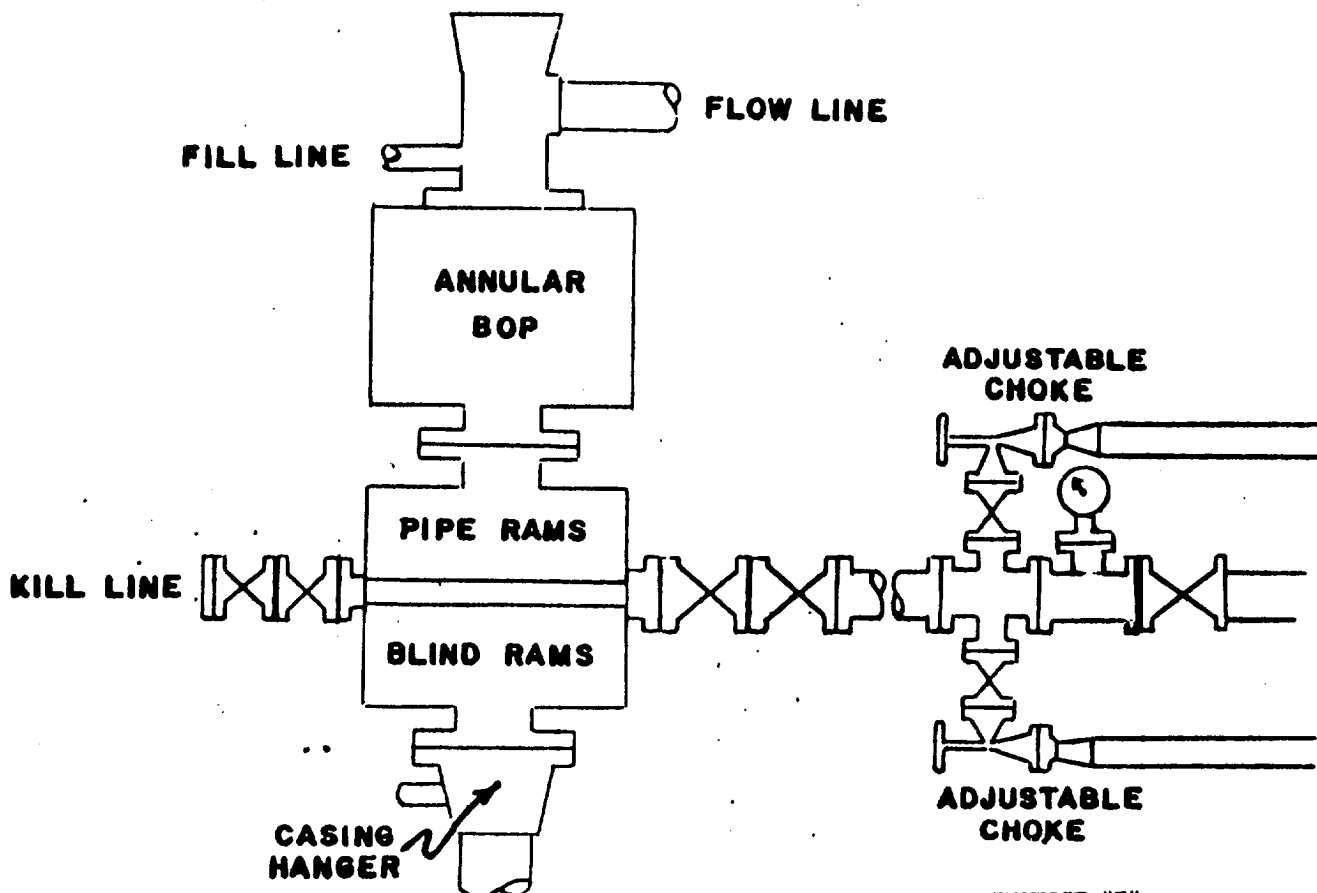 FLOW LINE
FILL LINE
ANNULAR
BOP
ADJUSTABLE
CHOKE
PIPE RAMS
KILL LINE
BLIND RAMS
ADJUSTABLE
CHOKE
CASING
HANGER